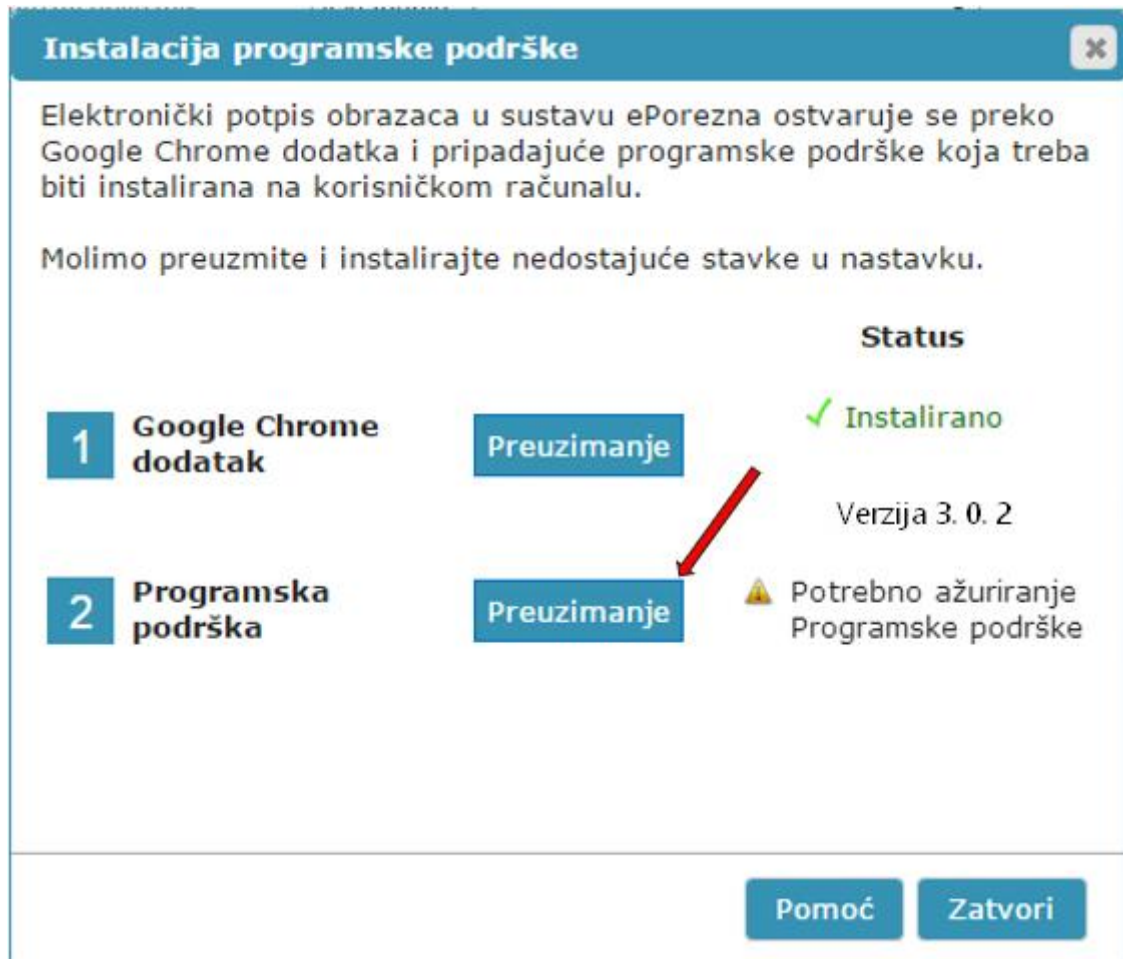 Instalacija programske podrške
Elektronički potpis obrazaca u sustavu ePorezna ostvaruje se preko
Google Chrome dodatka i pripadajuće programske podrške koja treba
biti instalirana na korisničkom računalu.
Molimo preuzmite i instalirajte nedostajuće stavke u nastavku.
Status
1
Google Chrome
dodatak
Preuzimanje
Instalirano
Verzija 3. 0. 2
2
Programska
podrška
Preuzimanje
Potrebno ažuriranje
Programske podrške
Pomoć
Zatvori